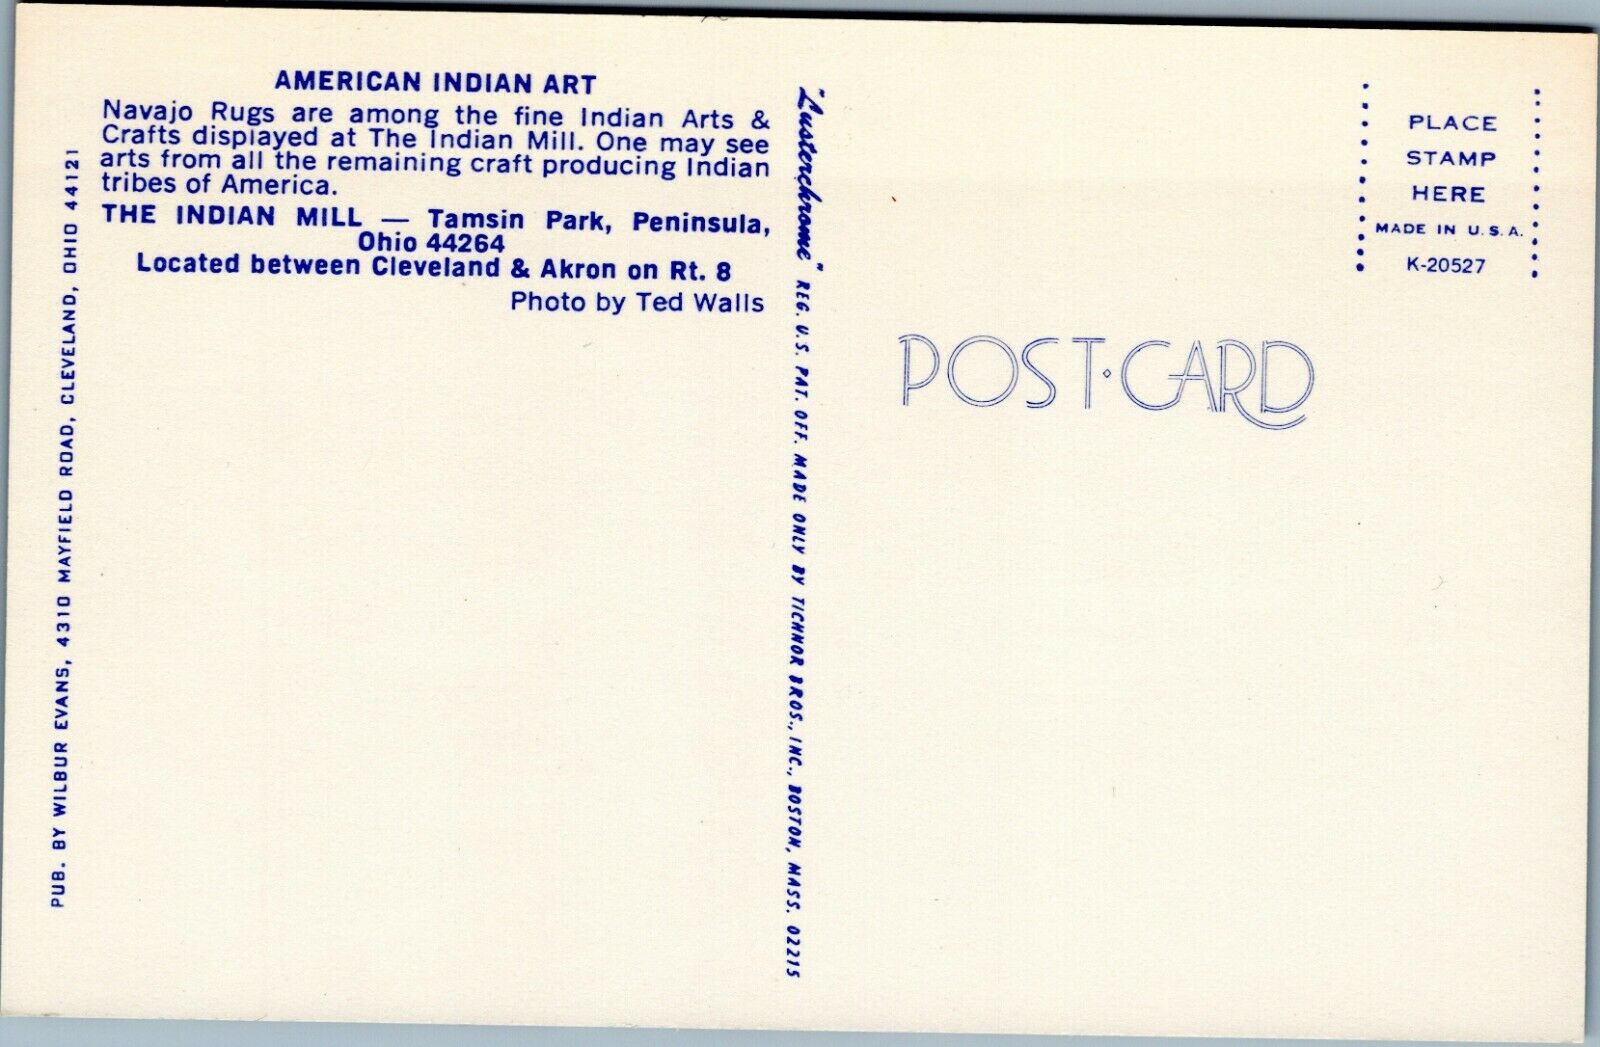 AMERICAN INDIAN ART
Navajo Rugs are among the fine Indian Arts &
Crafts displayed at The Indian Mill. One may see
arts from all the remaining craft producing Indian
tribes of America.
THE INDIAN MILL — Tamsin Park, Peninsula,
Ohio 44264
Located between Cleveland & Akron on Rt. 8
Photo by Ted Walls
PUB. BY WILBUR EVANS, 4310 MAYFIELD ROAD, CLEVELAND, OHIO 44121
"Lusterchrome" REG. U.S. PAT. OFF. MADE ONLY BY TICHNOR BROS., INC., BOSTON, MASS. 02215
PLACE
STAMP
HERE
MADE IN U.S.A.
K-20527
POST·CARD